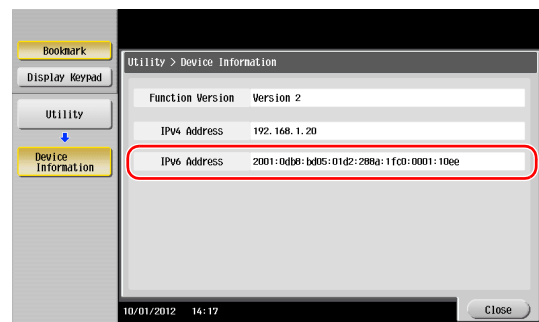 Bookmark
Display Keypad
Utility
Device
Information
Utility > Device Information
Function Version Version 2
IPv4 Address 192.168.1.20
IPv6 Address 2001:0db8:bd05:01d2:288a:1fc0:0001:10ee
10/01/2012 14:17
Close